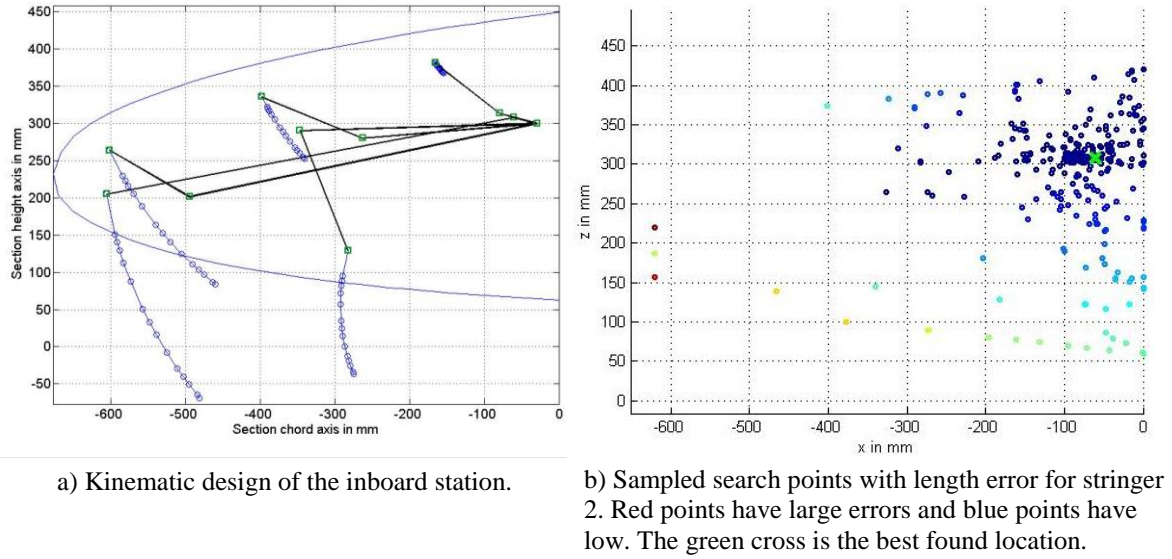 450
400
350
300
250
200
150
100
50
0
-50
-600 -500 -400 -300 -200 -100 0
Section height axis in mm
Section chord axis in mm
450
400
350
300
250
200
150
100
50
0
-600 -500 -400 -300 -200 -100 0
z in mm
x in mm
a) Kinematic design of the inboard station.
b) Sampled search points with length error for stringer
2. Red points have large errors and blue points have
low. The green cross is the best found location.